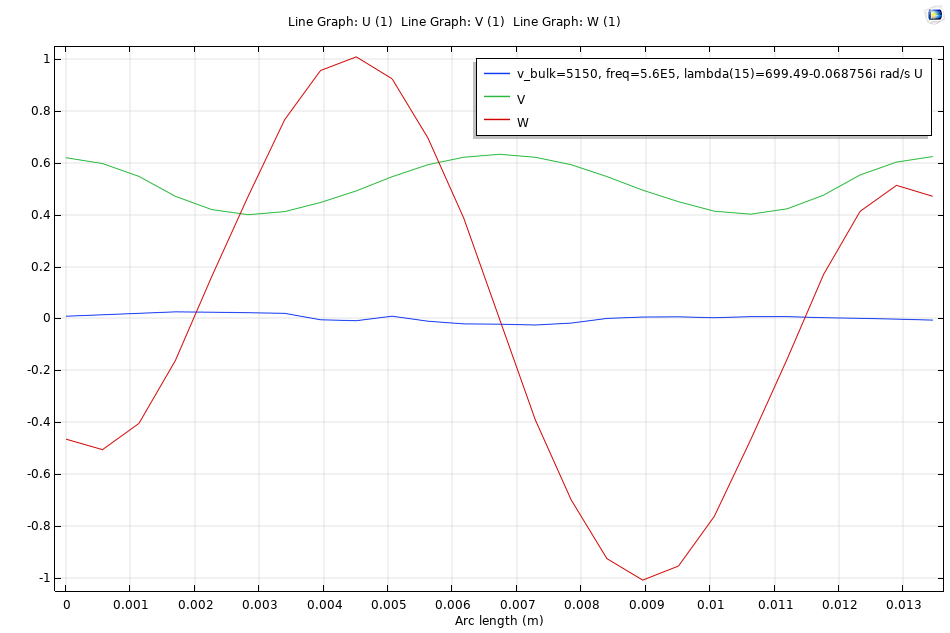 Line Graph: U (1)  Line Graph: V (1)  Line Graph: W (1)
v_bulk=5150, freq=5.6E5, lambda(15)=699.49-0.068756i rad/s U
V
W
1
0.8
0.6
0.4
0.2
0
-0.2
-0.4
-0.6
-0.8
-1
0 0.001 0.002 0.003 0.004 0.005 0.006 0.007 0.008 0.009 0.01 0.011 0.012 0.013
Arc length (m)